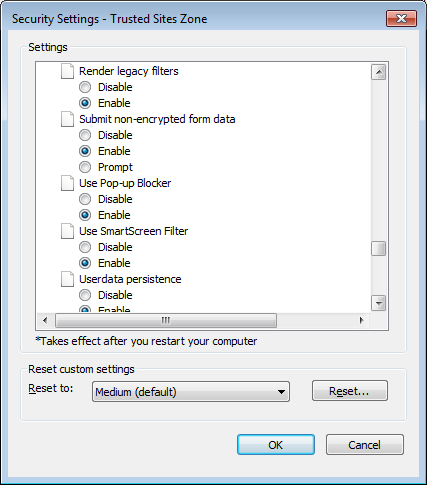 Security Settings - Trusted Sites Zone
Settings
Render legacy filters
Disable
Enable
Submit non-encrypted form data
Disable
Enable
Prompt
Use Pop-up Blocker
Disable
Enable
Use SmartScreen Filter
Disable
Enable
Userdata persistence
Disable
Enable
*Takes effect after you restart your computer
Reset custom settings
Reset to: Medium (default) Reset...
OK Cancel